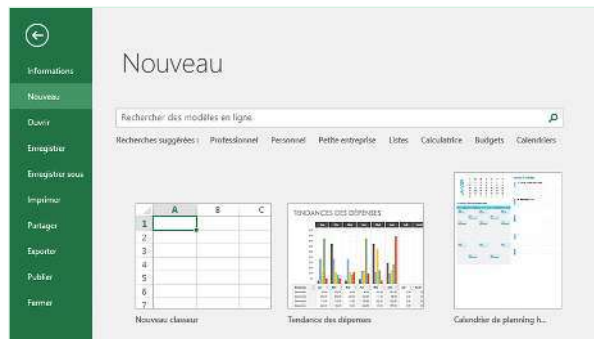 Informations
Nouveau
Ouvrir
Enregistrer
Enregistrer sous
Imprimer
Partager
Exporter
Publier
Fermer
Nouveau
Rechercher des modèles en ligne
Recherches suggérées : Professionnel Personnel Petite entreprise Listes Calculatrice Budgets Calendriers
A B C
1
2
3
4
5
6
7
Nouveau classeur
TENDANCES DES DÉPENSES
Tendance des dépenses
Calendrier de planning h...